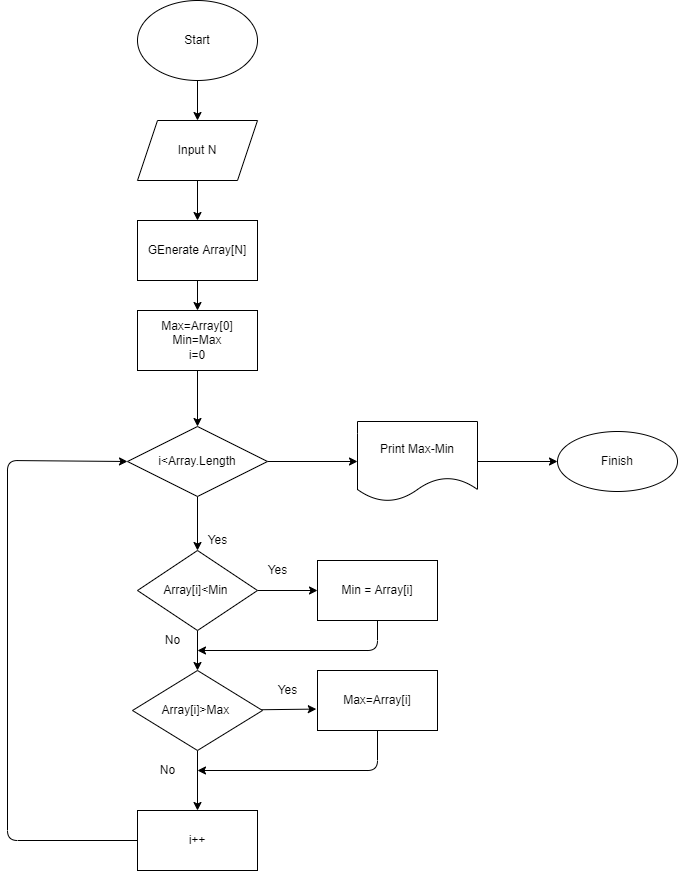 Start
Input N
GEnerate Array[N]
Max=Array[0]
Min=Max
i=0
i<Array.Length
Print Max-Min
Finish
Yes
Array[i]<Min
Yes
Min = Array[i]
No
Array[i]>Max
Yes
Max=Array[i]
No
i++